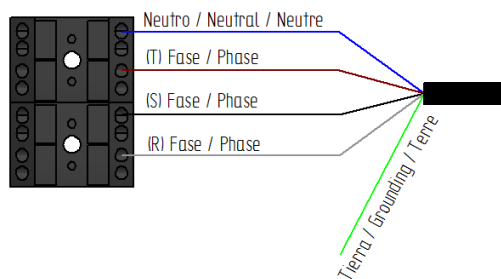 Neutro / Neutral / Neutre
(T) Fase / Phase
(S) Fase / Phase
(R) Fase / Phase
Tierra / Grounding / Terre